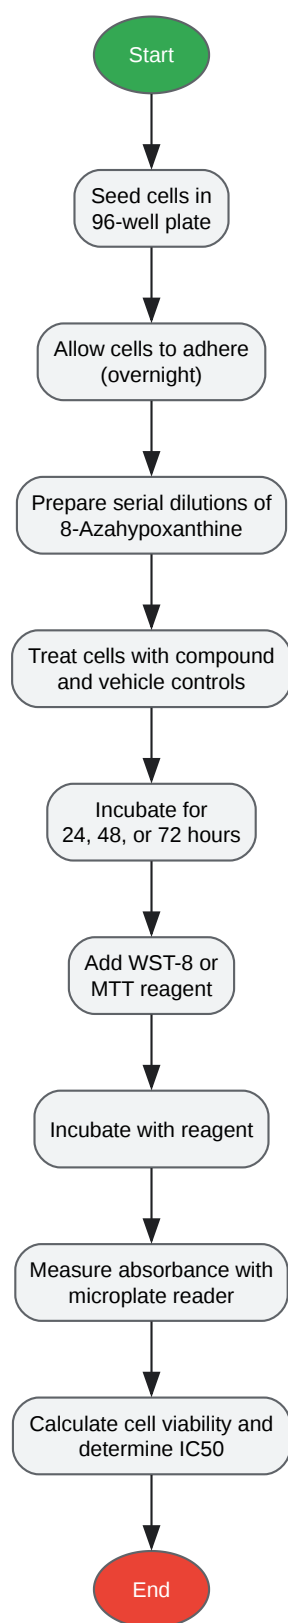 Start
Seed cells in
96-well plate
Allow cells to adhere
(overnight)
Prepare serial dilutions of
8-Azahypoxanthine
Treat cells with compound
and vehicle controls
Incubate for
24, 48, or 72 hours
Add WST-8 or
MTT reagent
Incubate with reagent
Measure absorbance with
microplate reader
Calculate cell viability and
determine IC50
End